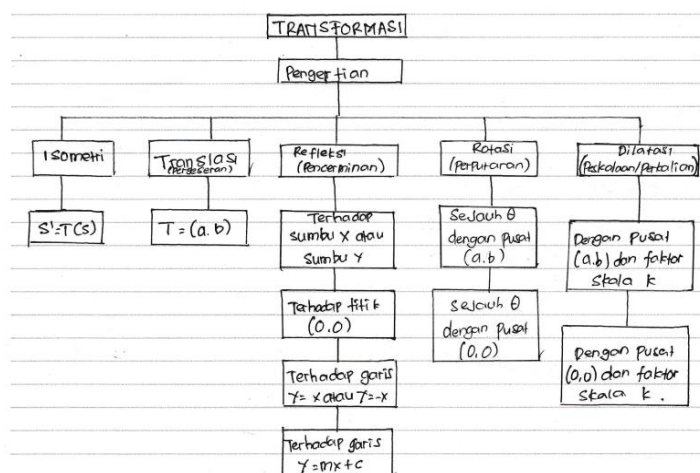 TRANSFORMASI
Pengertian
Isometri
S'=T(S)
Translasi
(Pergeseran)
T = (a.b)
Refleksi
(Pencerminan)
Terhadap
sumbu X atau
Sumbu Y
Terhadap titik
(0.0)
Terhadap garis
Y= X atau Y=-X
Terhadap garis
Y=mx+c
Rotasi
(Perputaran)
Sejauh θ
dengan pusat
(a.b)
Sejauh θ
dengan pusat
(0,0)
Dilatasi
(Peskalaan/Perkalian)
Dengan pusat
(a.b) dan faktor
skala k
Dengan Pusat
(0,0) dan faktor
skala k.